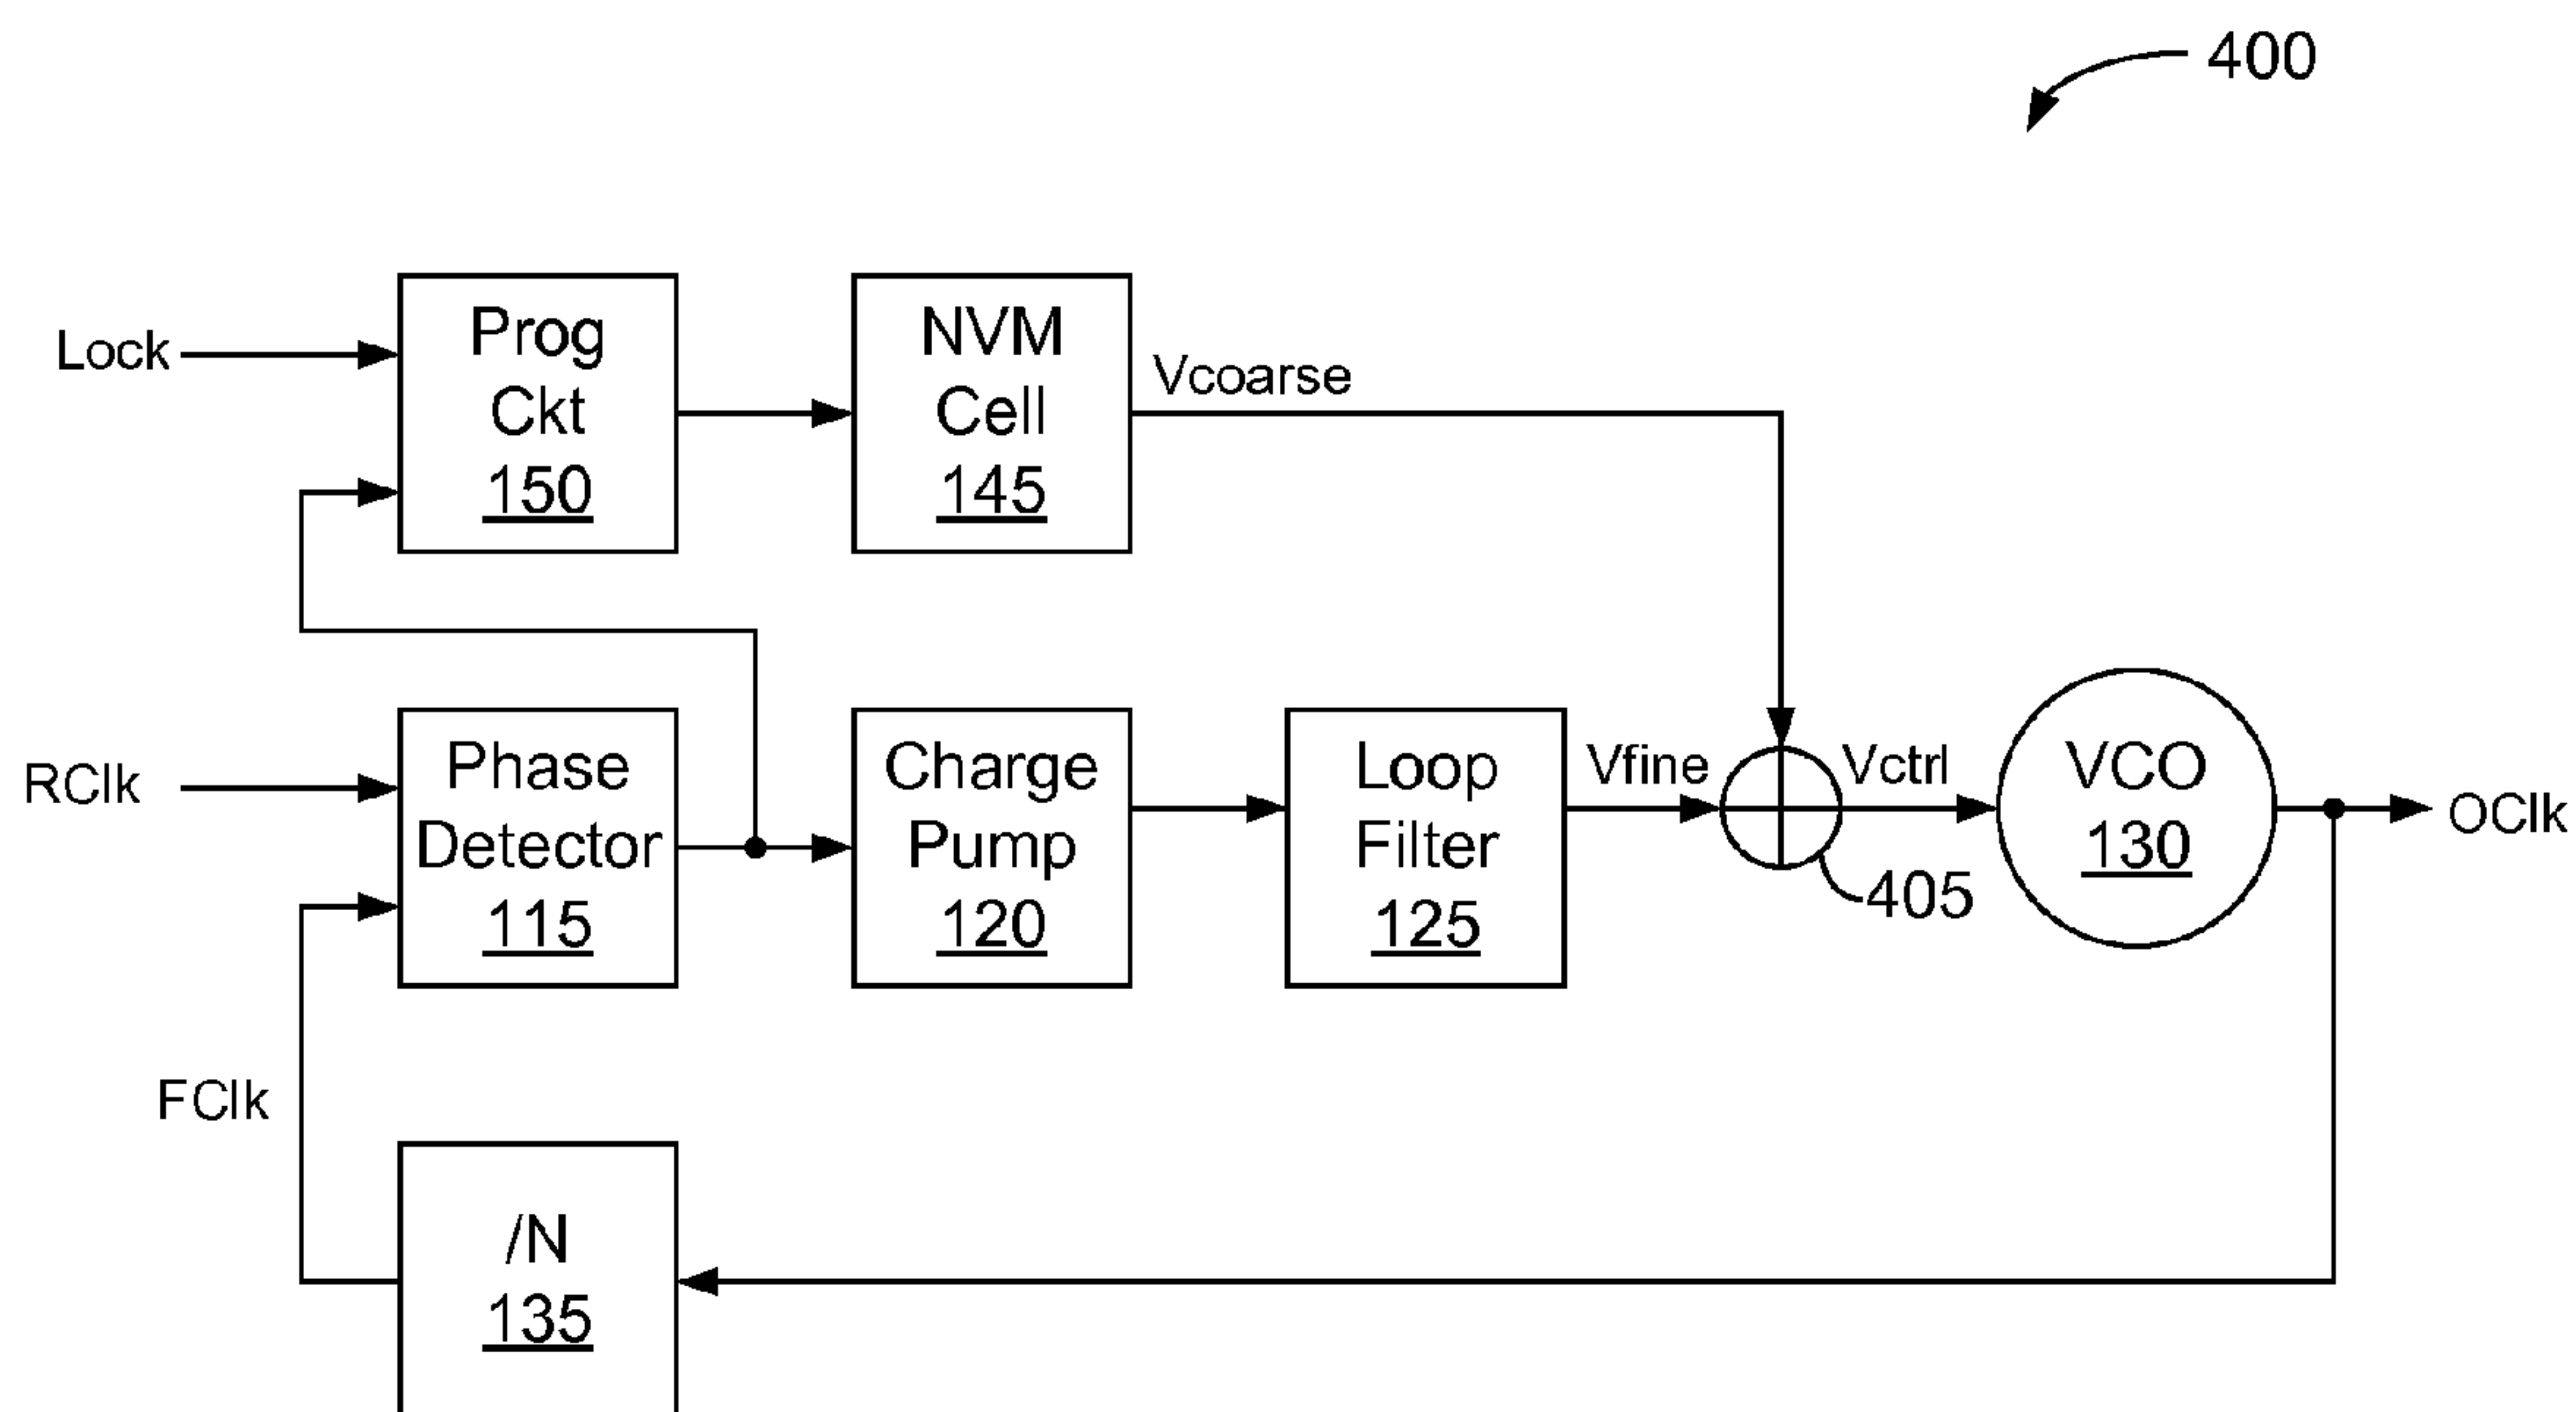 400
Lock
Prog
Ckt
150
NVM
Cell
145
Vcoarse
RClk
Phase
Detector
115
Charge
Pump
120
Loop
Filter
125
Vfine
405
Vctrl
VCO
130
OClk
FClk
/N
135